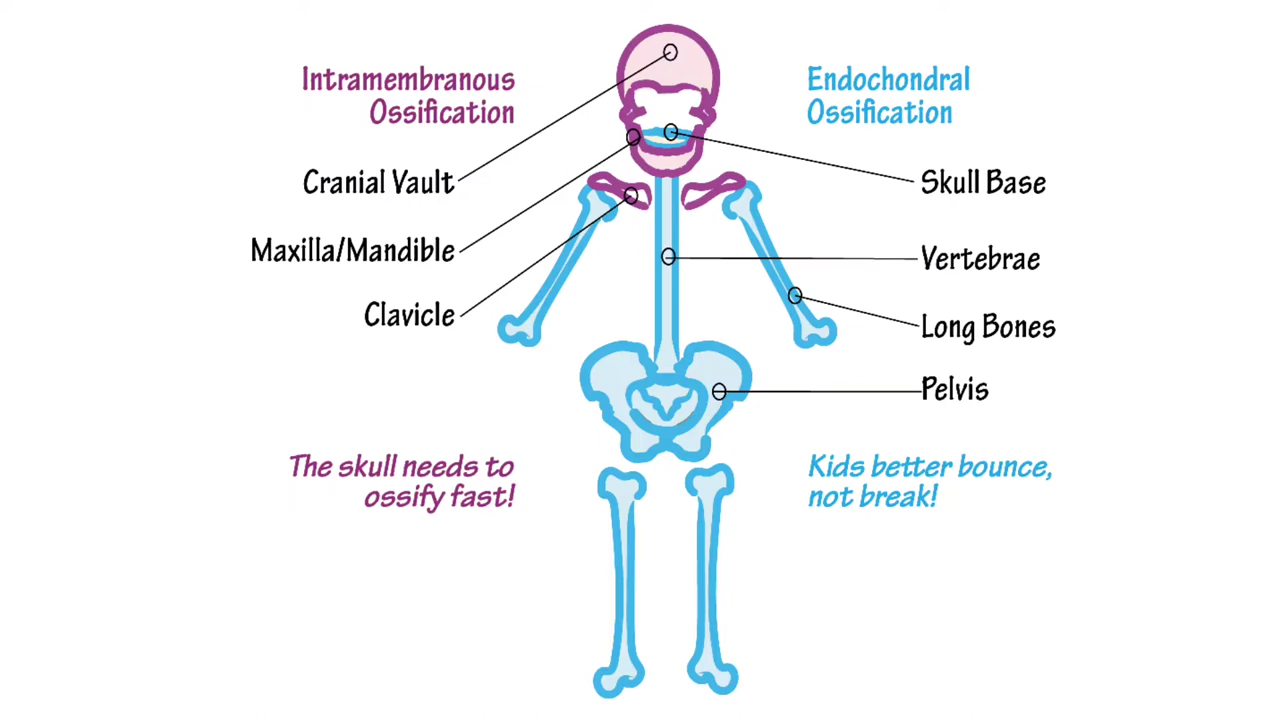 Intramembranous
Ossification
Cranial Vault
Maxilla/Mandible
Clavicle
The skull needs to
ossify fast!
Endochondral
Ossification
Skull Base
Vertebrae
Long Bones
Pelvis
Kids better bounce,
not break!